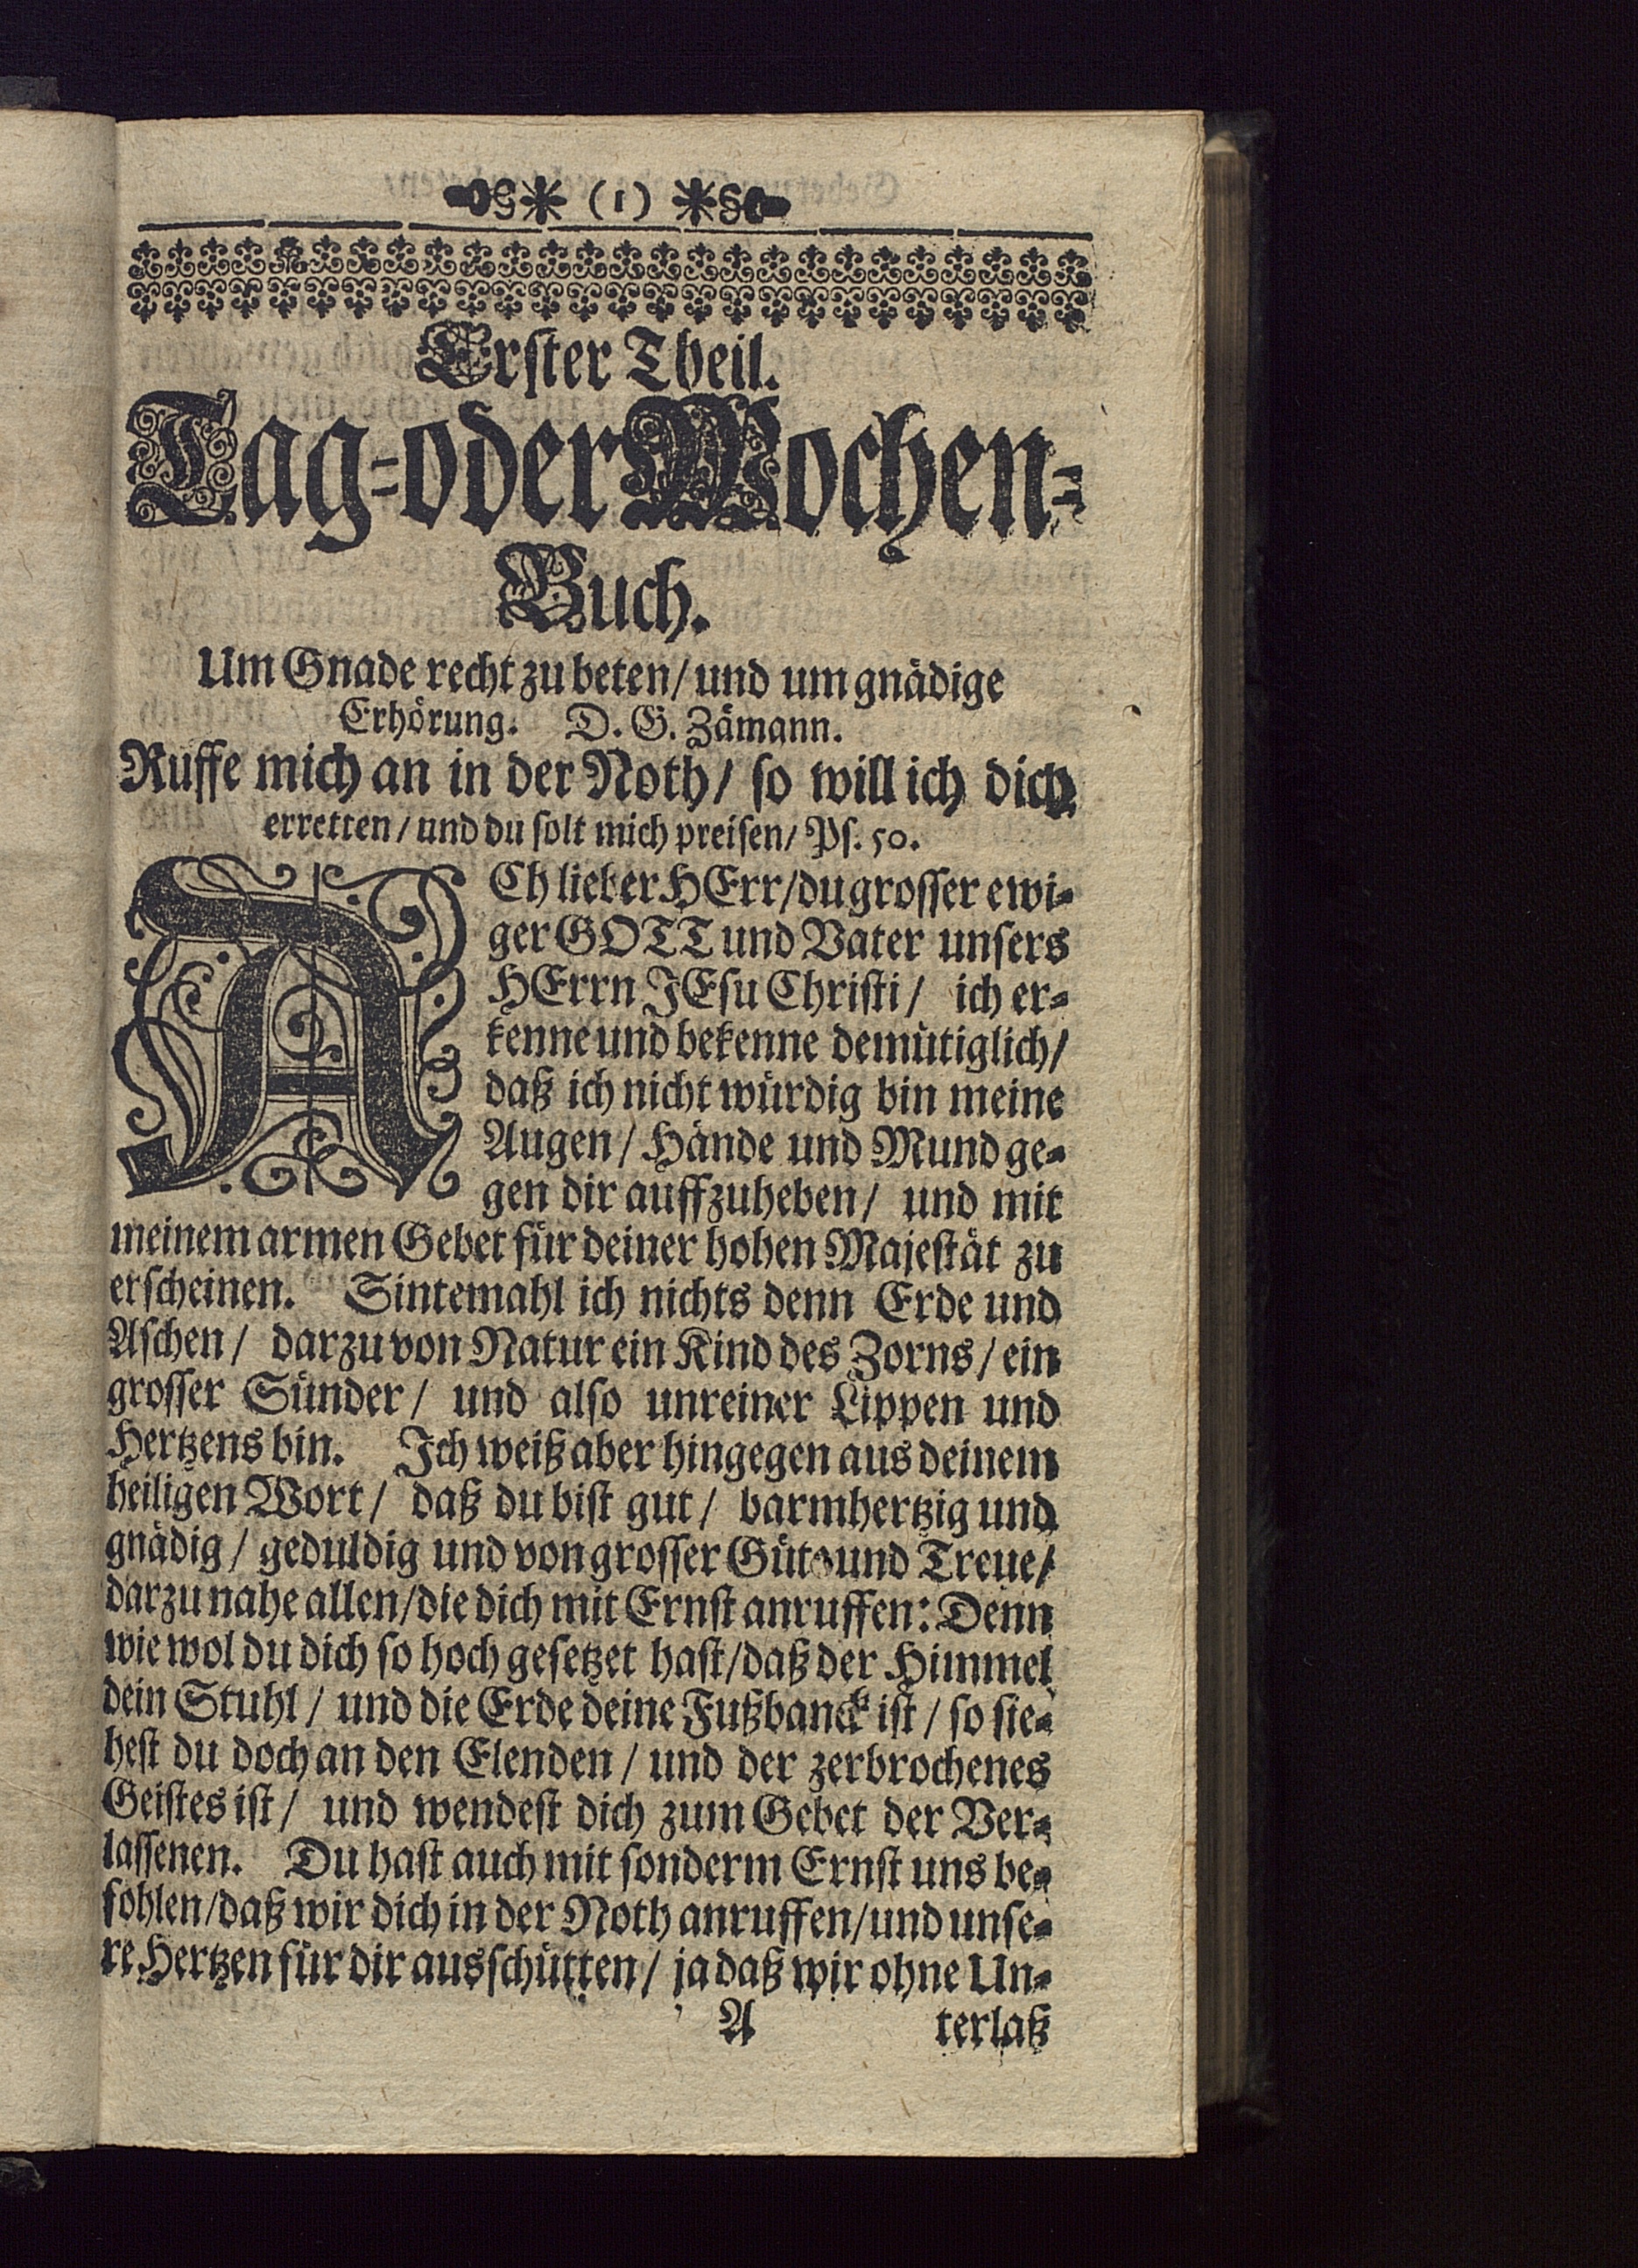 (1)
Erster Theil.
Tag-oder Wochen-
Buch.
Um Gnade recht zu beten/ und um gnädige
Erhörung. D. G. Zämann.
Ruffe mich an in der Noth/ so will ich dich
erretten/ und du solt mich preisen/ Ps. 50.
ACh lieber HErr/ du grosser ewi-
ger GOTT und Vater unsers
HErrn JEsu Christi/ ich er-
kenne und bekenne demütiglich/
daß ich nicht würdig bin meine
Augen/ Hände und Mund ge-
gen dir auffzuheben/ und mit
meinem armen Gebet für deiner hohen Majestät zu
erscheinen. Sintemahl ich nichts denn Erde und
Aschen/ darzu von Natur ein Kind des Zorns/ ein
grosser Sünder/ und also unreiner Lippen und
Hertzens bin. Ich weiß aber hingegen aus deinem
heiligen Wort/ daß du bist gut/ barmhertzig und
gnädig/ geduldig und von grosser Güte und Treue/
darzu nahe allen/ die dich mit Ernst anruffen: Denn
wie wol du dich so hoch gesetzet hast/ daß der Himmel
dein Stuhl/ und die Erde deine Fußbanck ist/ so sie-
hest du doch an den Elenden/ und der zerbrochenes
Geistes ist/ und wendest dich zum Gebet der Ver-
lassenen. Du hast auch mit sonderm Ernst uns be-
fohlen/ daß wir dich in der Noth anruffen/ und unse-
re Hertzen für dir ausschütten/ ja daß wir ohne Un-
A terlaß